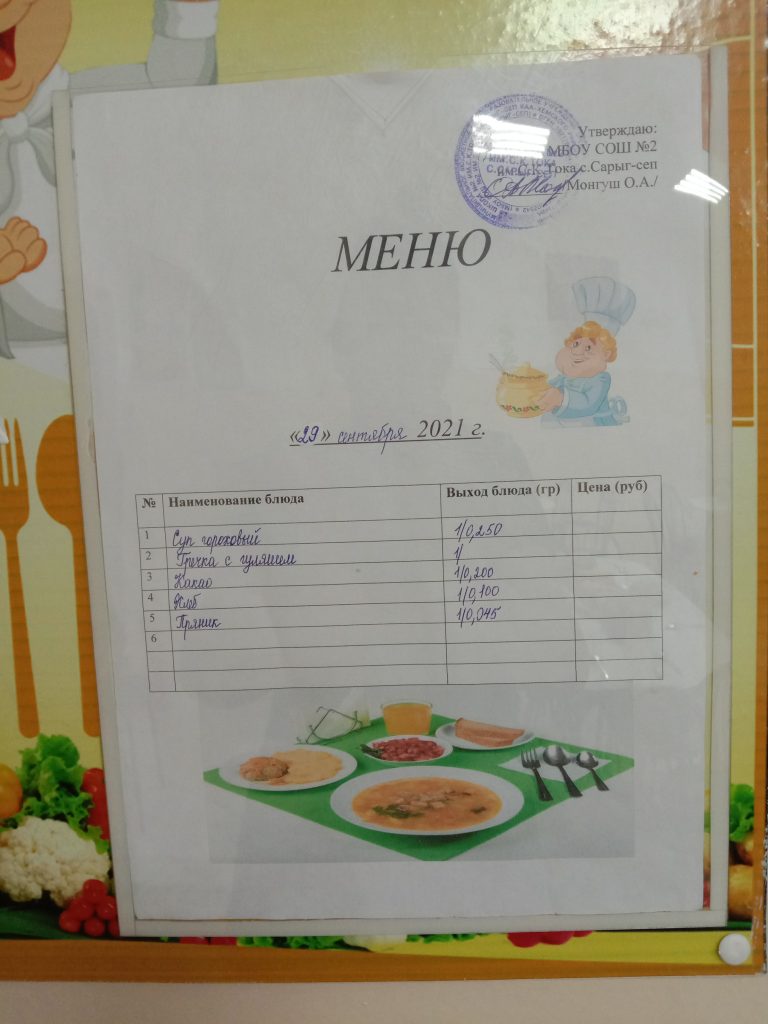 Утверждаю:
МБОУ СОШ №2
С.К. Тока с.Сарыг-сеп
/Монгуш О.А./
МЕНЮ
«29» сентября 2021 г.
№ Наименование блюда Выход блюда (гр) Цена (руб)
1 Суп гороховый 1/0,250
2 Гречка с гуляшем 1/
3 Какао 1/0,200
4 Хлеб 1/0,100
5 Пряник 1/0,045
6